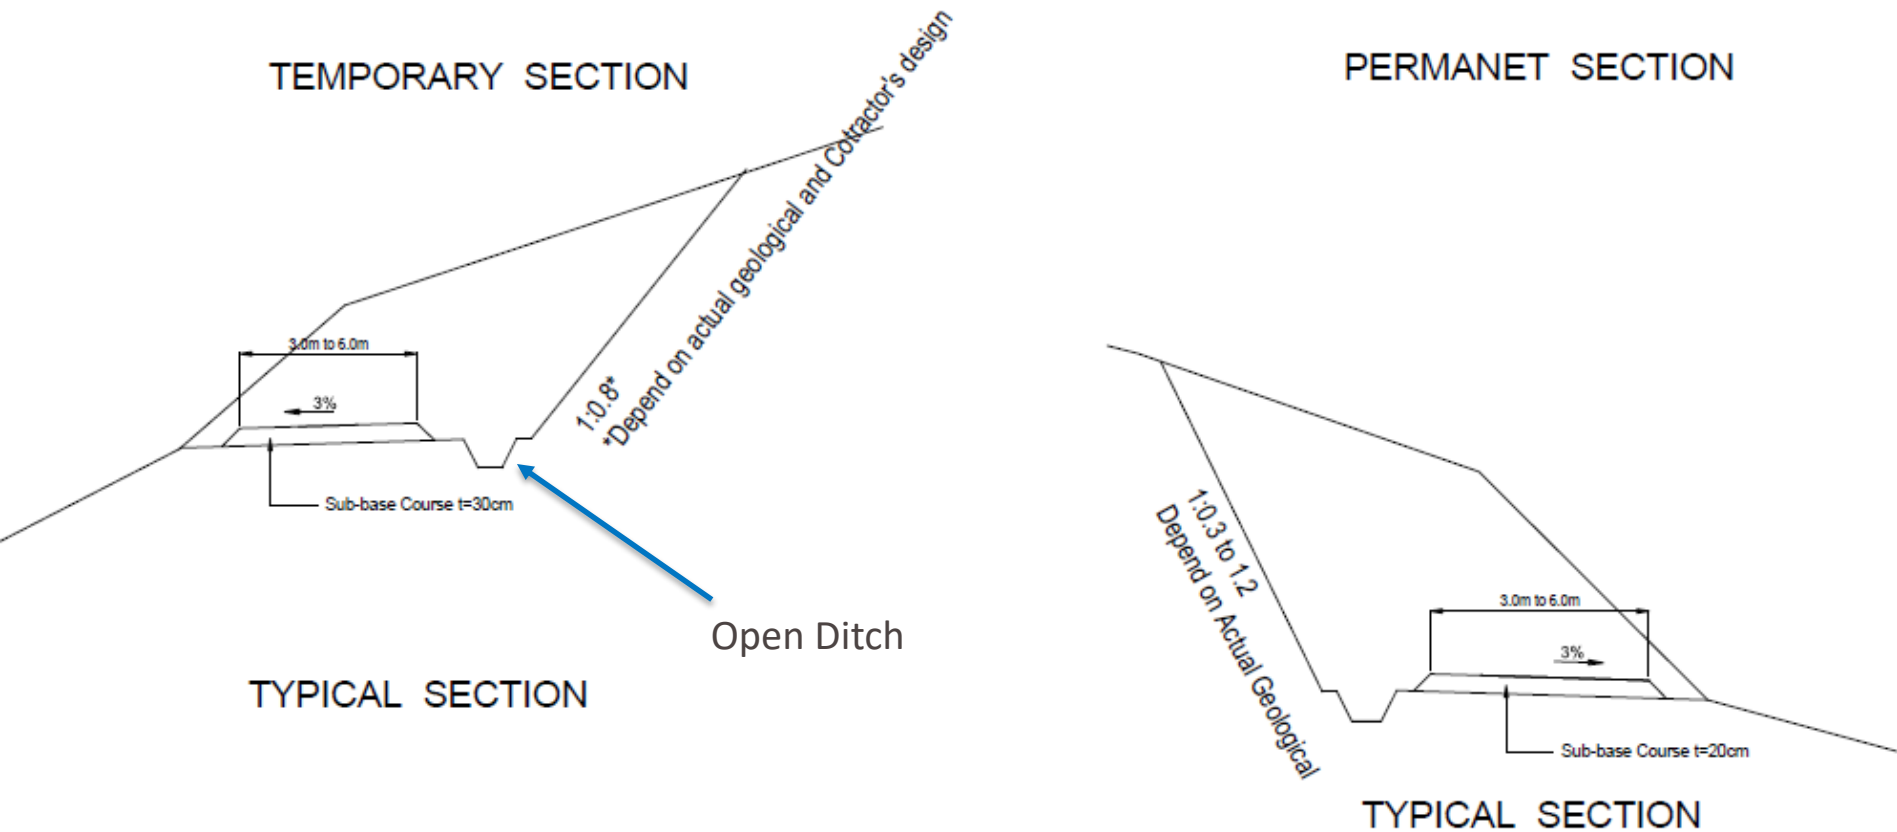 TEMPORARY SECTION
3.0m to 6.0m
3%
Sub-base Course t=30cm
1:0.8*
*Depend on actual geological and Cotractor's design
Open Ditch
TYPICAL SECTION
PERMANET SECTION
1:0.3 to 1.2
Depend on Actual Geological
3.0m to 6.0m
3%
Sub-base Course t=20cm
TYPICAL SECTION